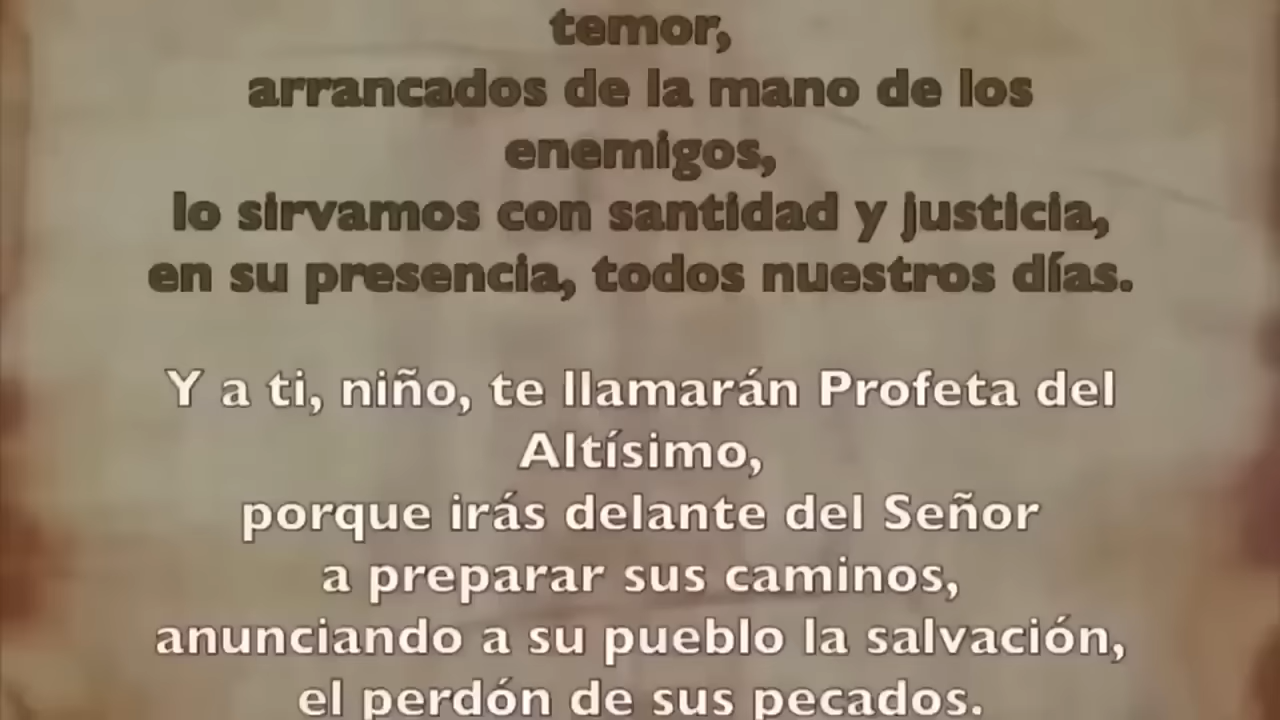 temor,
arrancados de la mano de los
enemigos,
lo sirvamos con santidad y justicia,
en su presencia, todos nuestros días.
Y a ti, niño, te llamarán Profeta del
Altísimo,
porque irás delante del Señor
a preparar sus caminos,
anunciando a su pueblo la salvación,
el perdón de sus pecados.